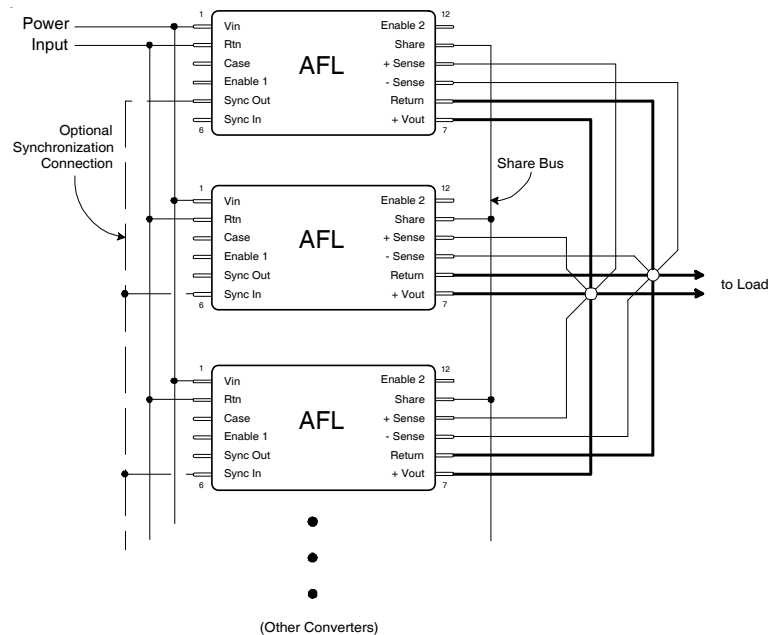 Power
Input
1
Vin
Rtn
Case
Enable 1
Sync Out
Sync In
6
AFL
12
Enable 2
Share
+ Sense
- Sense
Return
+ Vout
7
Optional
Synchronization
Connection
Share Bus
1
Vin
Rtn
Case
Enable 1
Sync Out
Sync In
6
AFL
12
Enable 2
Share
+ Sense
- Sense
Return
+ Vout
7
to Load
1
Vin
Rtn
Case
Enable 1
Sync Out
Sync In
6
AFL
12
Enable 2
Share
+ Sense
- Sense
Return
+ Vout
7
(Other Converters)